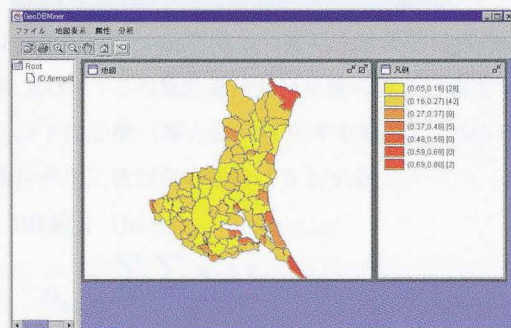 GeoDEMiner
ファイル 地図表示 属性 分析
Root
地図
凡例
(0.05,0.16] [28]
(0.16,0.27] [42]
(0.27,0.37] [8]
(0.37,0.48] [5]
(0.48,0.59] [0]
(0.59,0.69] [0]
(0.69,0.80] [2]